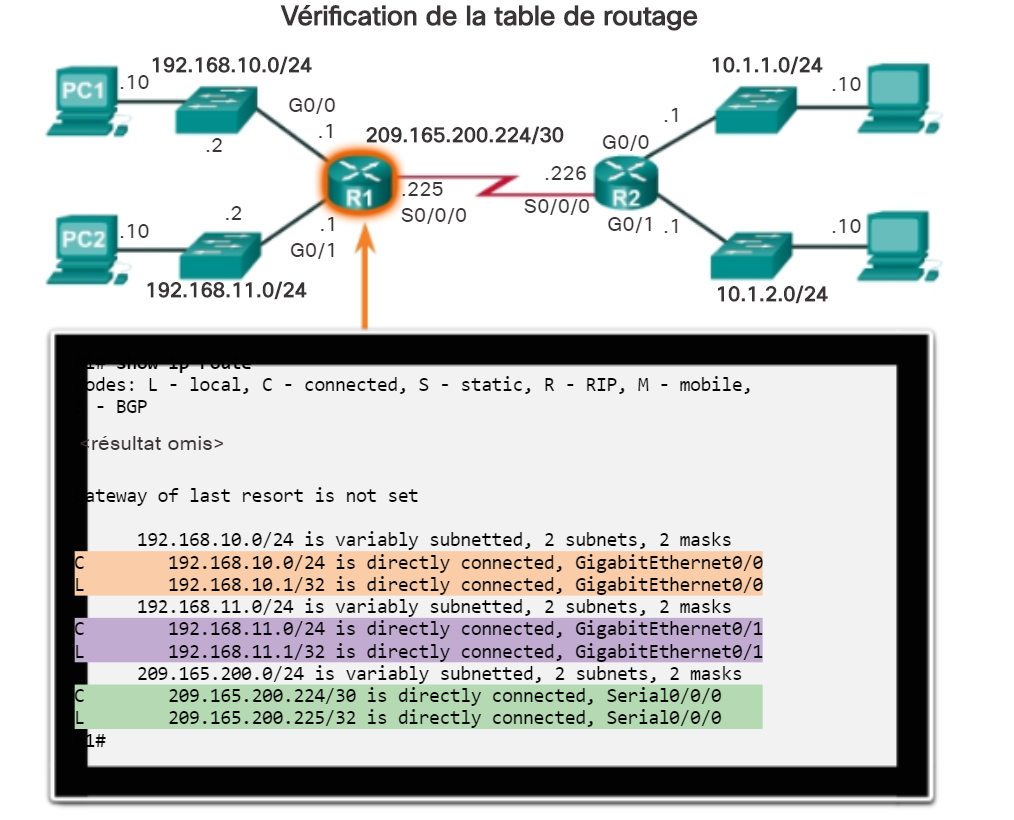 Vérification de la table de routage
192.168.10.0/24
10.1.1.0/24
PC1
.10
.10
G0/0
.1
.1
209.165.200.224/30
G0/0
.2
.226
R1
.225
R2
S0/0/0
S0/0/0
.2
.1
G0/1
G0/1
.1
PC2
.10
.10
192.168.11.0/24
10.1.2.0/24
1# show ip route
odes: L - local, C - connected, S - static, R - RIP, M - mobile,
- BGP
<résultat omis>
ateway of last resort is not set
192.168.10.0/24 is variably subnetted, 2 subnets, 2 masks
C 192.168.10.0/24 is directly connected, GigabitEthernet0/0
L 192.168.10.1/32 is directly connected, GigabitEthernet0/0
192.168.11.0/24 is variably subnetted, 2 subnets, 2 masks
C 192.168.11.0/24 is directly connected, GigabitEthernet0/1
L 192.168.11.1/32 is directly connected, GigabitEthernet0/1
209.165.200.0/24 is variably subnetted, 2 subnets, 2 masks
C 209.165.200.224/30 is directly connected, Serial0/0/0
L 209.165.200.225/32 is directly connected, Serial0/0/0
1#